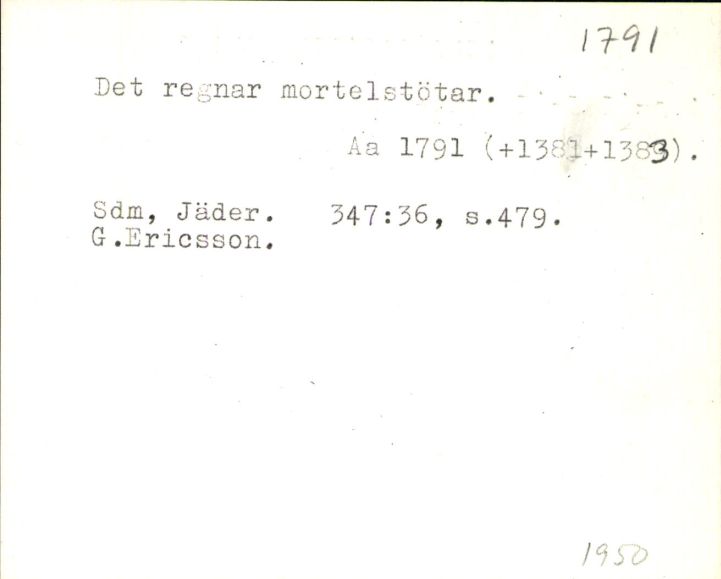 1791
Det regnar mortelstötar.
Aa 1791 (+1381+1383).
Sdm, Jäder. 347:36, s.479.
G.Ericsson.
1950